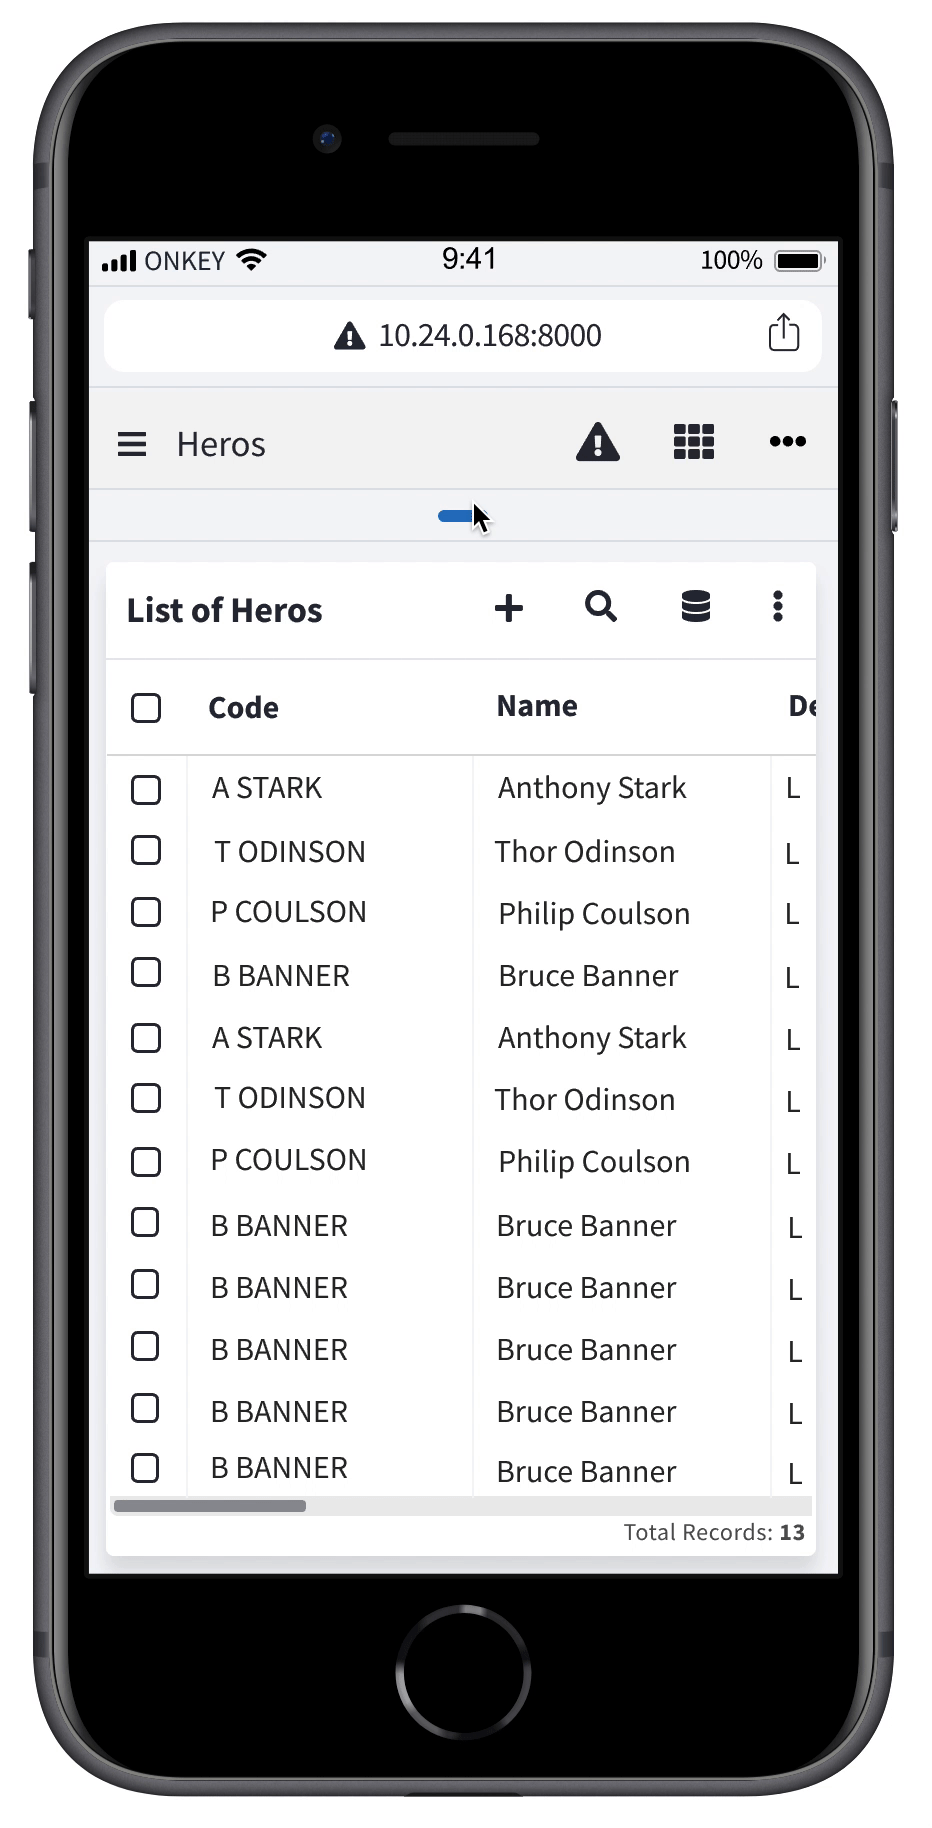 ONKEY 9:41 100%
10.24.0.168:8000
Heros
List of Heros
Code Name De
A STARK Anthony Stark L
T ODINSON Thor Odinson L
P COULSON Philip Coulson L
B BANNER Bruce Banner L
A STARK Anthony Stark L
T ODINSON Thor Odinson L
P COULSON Philip Coulson L
B BANNER Bruce Banner L
B BANNER Bruce Banner L
B BANNER Bruce Banner L
B BANNER Bruce Banner L
B BANNER Bruce Banner L
Total Records: 13